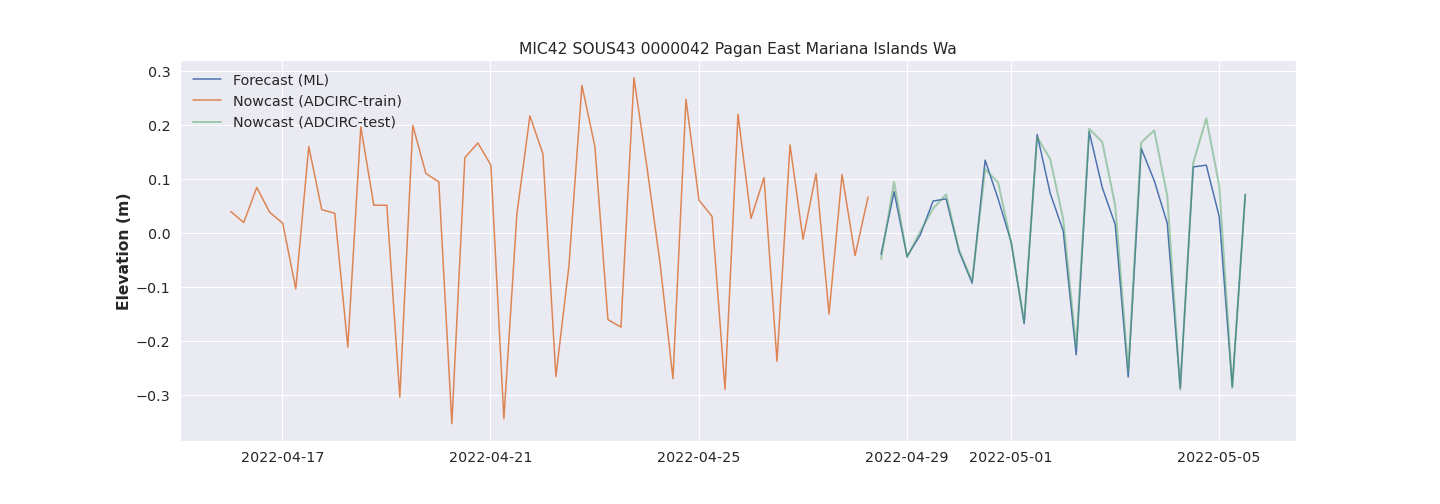 MIC42 SOUS43 0000042 Pagan East Mariana Islands Wa
Forecast (ML)
Nowcast (ADCIRC-train)
Nowcast (ADCIRC-test)
Elevation (m)
0.3
0.2
0.1
0.0
−0.1
−0.2
−0.3
2022-04-17
2022-04-21
2022-04-25
2022-04-29
2022-05-01
2022-05-05